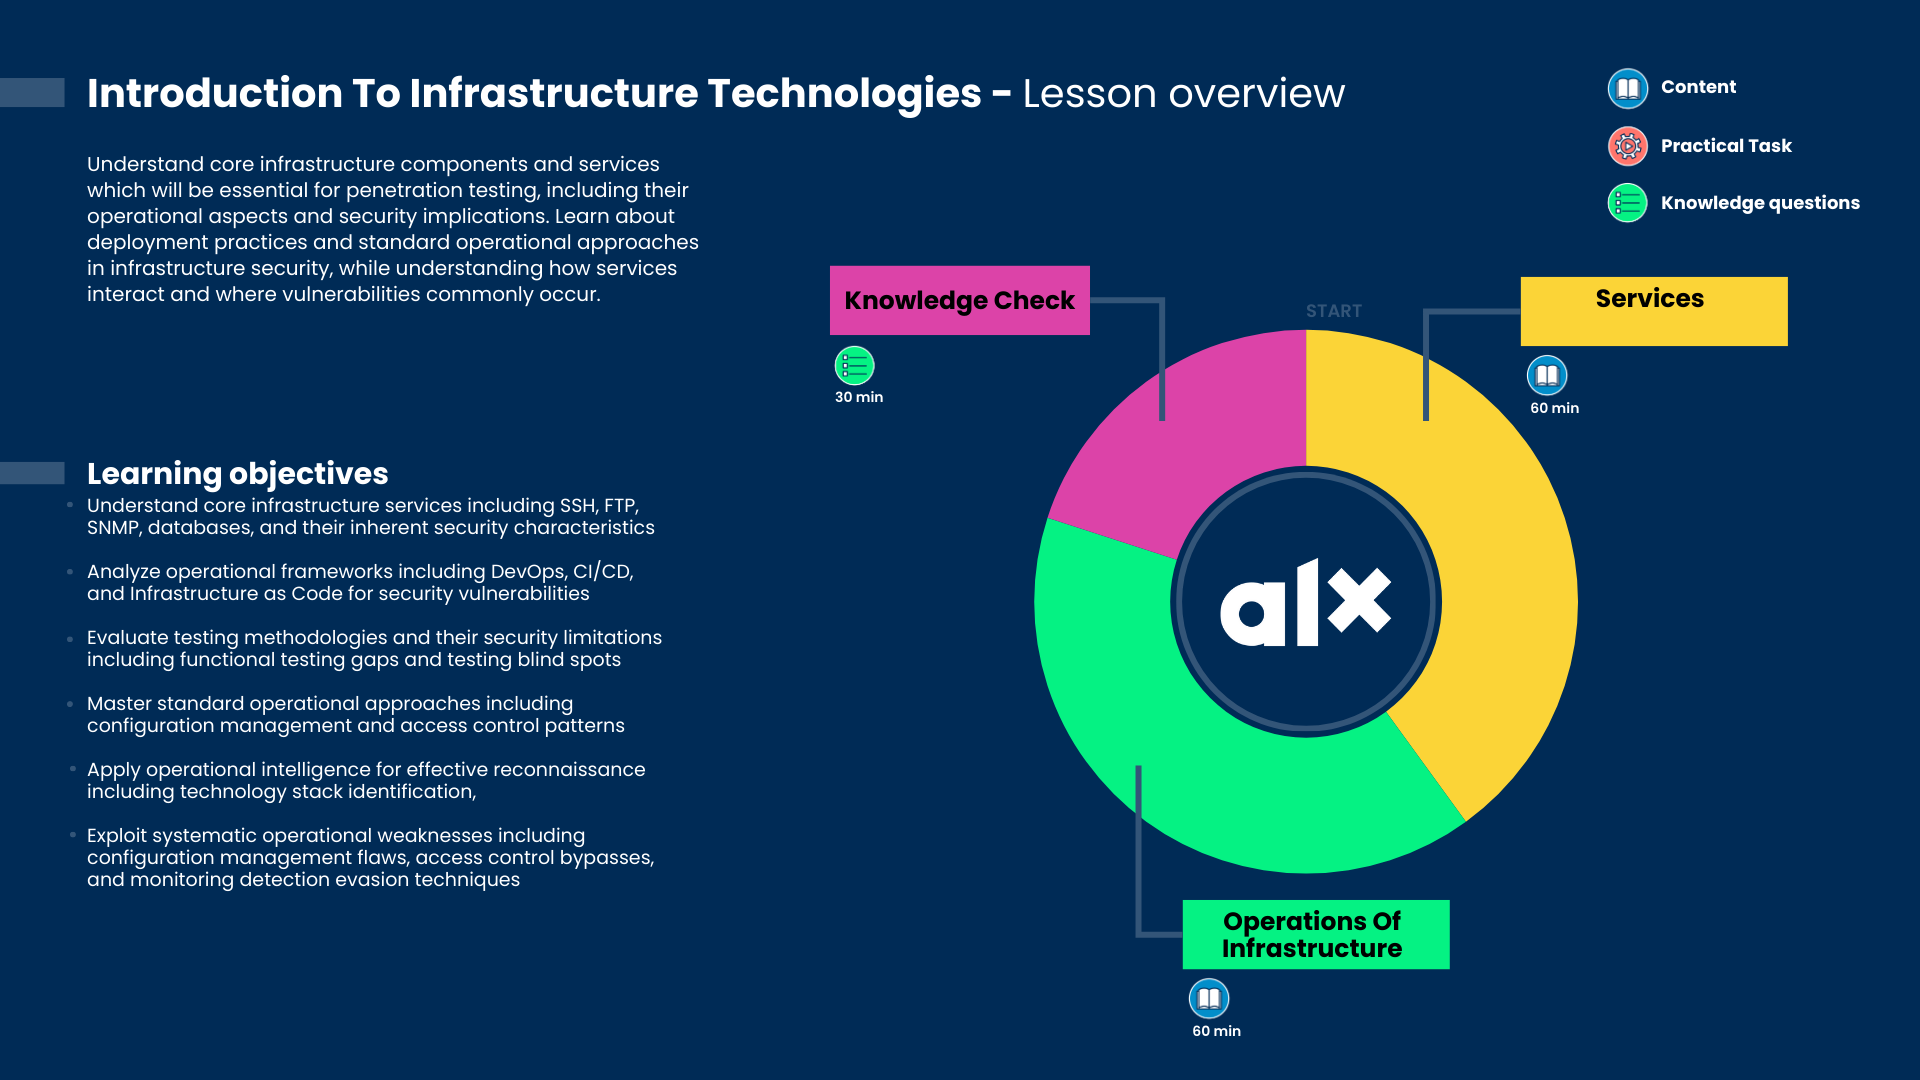 Introduction To Infrastructure Technologies - Lesson overview
Understand core infrastructure components and services
which will be essential for penetration testing, including their
operational aspects and security implications. Learn about
deployment practices and standard operational approaches
in infrastructure security, while understanding how services
interact and where vulnerabilities commonly occur.
Learning objectives
• Understand core infrastructure services including SSH, FTP,
SNMP, databases, and their inherent security characteristics
• Analyze operational frameworks including DevOps, CI/CD,
and Infrastructure as Code for security vulnerabilities
• Evaluate testing methodologies and their security limitations
including functional testing gaps and testing blind spots
• Master standard operational approaches including
configuration management and access control patterns
• Apply operational intelligence for effective reconnaissance
including technology stack identification,
• Exploit systematic operational weaknesses including
configuration management flaws, access control bypasses,
and monitoring detection evasion techniques
Content
Practical Task
Knowledge questions
Knowledge Check
30 min
START
Services
60 min
alx
Operations Of
Infrastructure
60 min